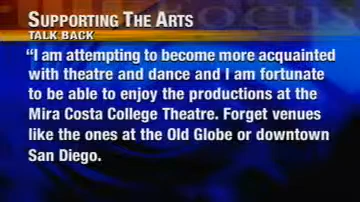 SUPPORTING THE ARTS
TALK BACK
“I am attempting to become more acquainted
with theatre and dance and I am fortunate
to be able to enjoy the productions at the
Mira Costa College Theatre. Forget venues
like the ones at the Old Globe or downtown
San Diego.